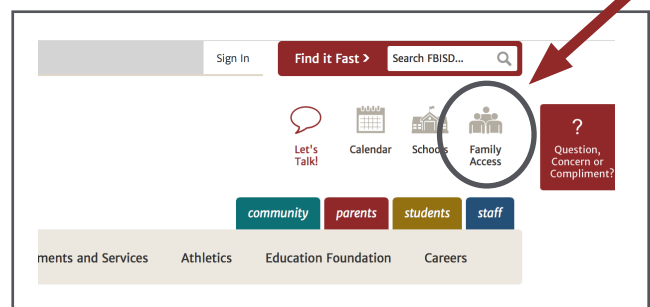 Sign In
Find it Fast >
Search FBISD...
Let's
Talk!
Calendar
Schools
Family
Access
?
Question,
Concern or
Compliment?
community
parents
students
staff
ments and Services
Athletics
Education Foundation
Careers